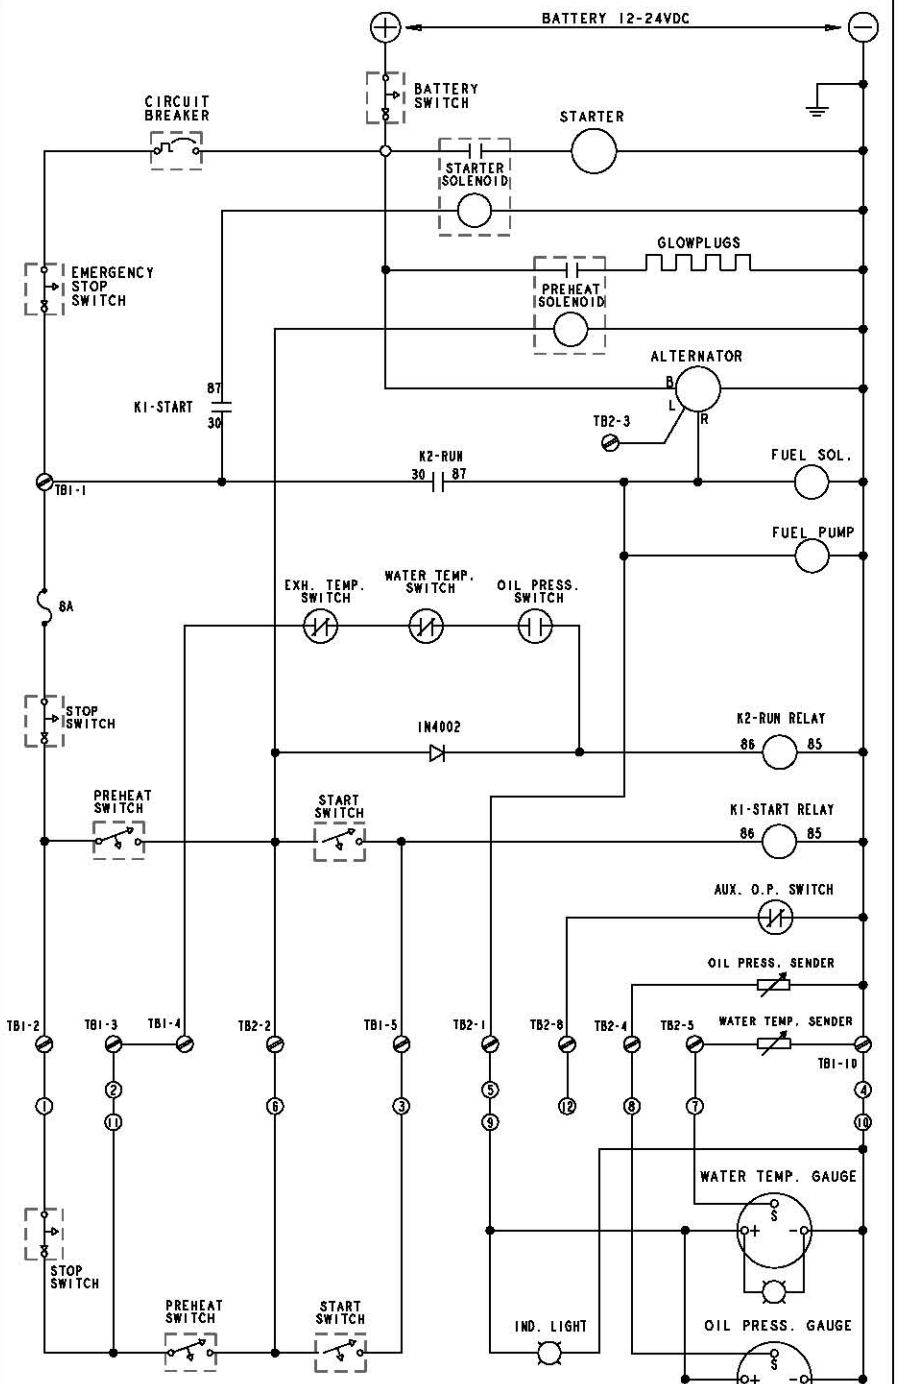 BATTERY 12-24VDC
+
−
BATTERY
SWITCH
CIRCUIT
BREAKER
STARTER
STARTER
SOLENOID
GLOWPLUGS
EMERGENCY
STOP
SWITCH
PREHEAT
SOLENOID
ALTERNATOR
B
L
R
87
K1-START
30
TB2-3
K2-RUN
30 87
FUEL SOL.
TB1-1
FUEL PUMP
8A
EXH. TEMP.
SWITCH
WATER TEMP.
SWITCH
OIL PRESS.
SWITCH
STOP
SWITCH
1N4002
K2-RUN RELAY
86 85
PREHEAT
SWITCH
START
SWITCH
K1-START RELAY
86 85
AUX. O.P. SWITCH
OIL PRESS. SENDER
TB1-2 TB1-3 TB1-4 TB2-2 TB1-5 TB2-1 TB2-8 TB2-4 TB2-5
WATER TEMP. SENDER
TB1-10
2 5 4
1 6 3 12 8 7
11 9 10
WATER TEMP. GAUGE
S
+ −
STOP
SWITCH
PREHEAT
SWITCH
START
SWITCH
IND. LIGHT
OIL PRESS. GAUGE
S
+ −